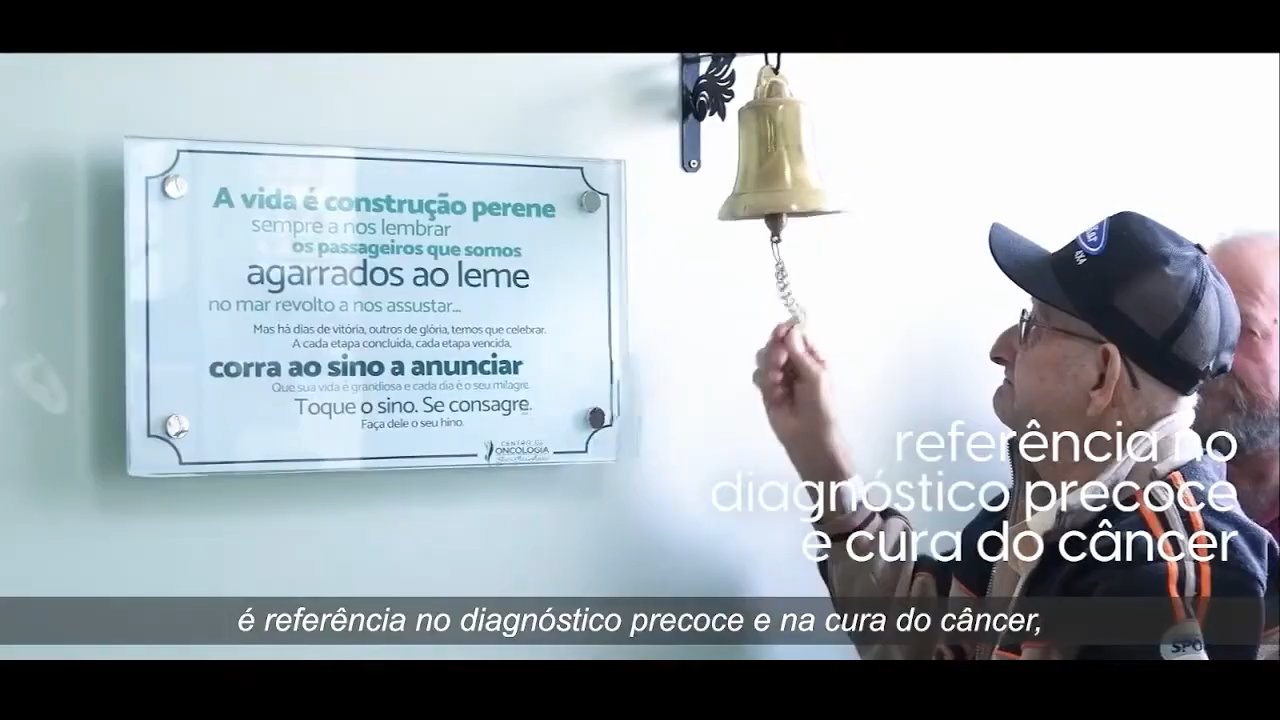 A vida é construção perene
sempre a nos lembrar
os passageiros que somos
agarrados ao leme
no mar revolto a nos assustar...
Mas há dias de vitória, outros de glória, temos que celebrar.
A cada etapa concluída, cada etapa vencida,
corra ao sino a anunciar
Que sua vida é grandiosa e cada dia é o seu milagre.
Toque o sino. Se consagre.
Faça dele o seu hino.
CENTRO DE
ONCOLOGIA
4X4
referência no
diagnóstico precoce
e cura do câncer
SPO
é referência no diagnóstico precoce e na cura do câncer,